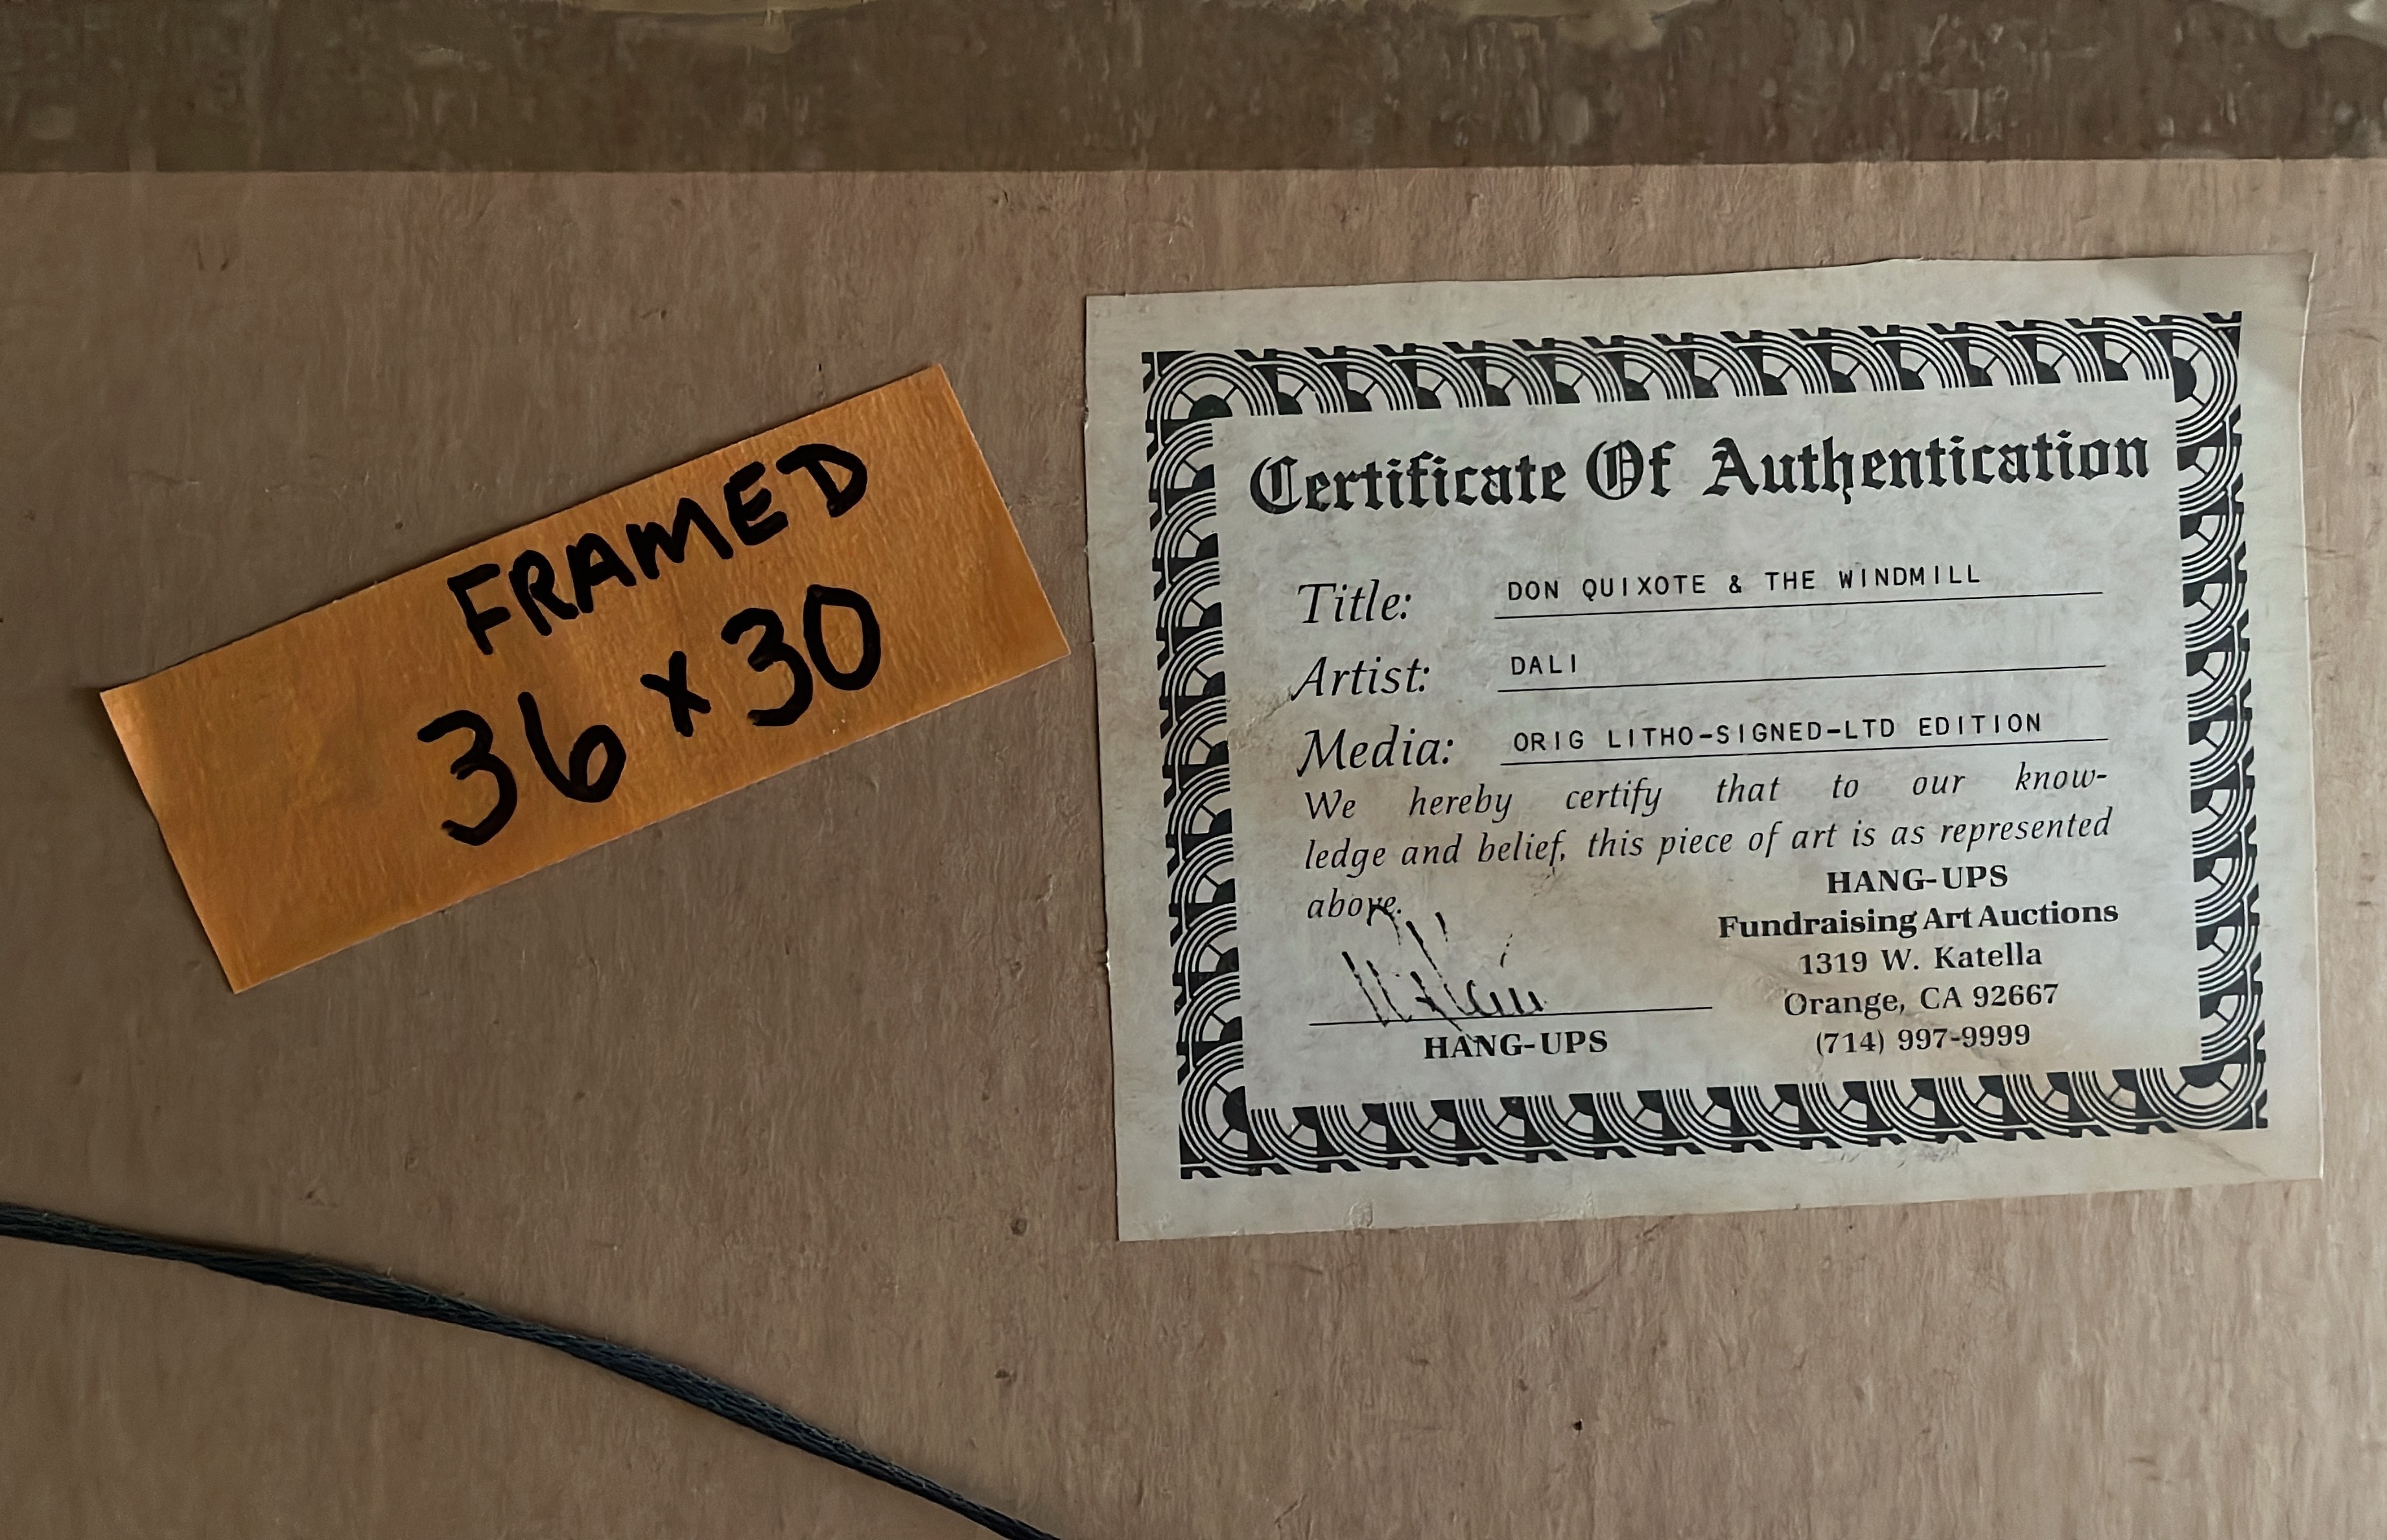 FRAMED
36 x 30
Certificate Of Authentication
Title: DON QUIXOTE & THE WINDMILL
Artist: DALI
Media: ORIG LITHO-SIGNED-LTD EDITION
We hereby certify that to our know-
ledge and belief, this piece of art is as represented
above.
HANG-UPS
HANG-UPS
Fundraising Art Auctions
1319 W. Katella
Orange, CA 92667
(714) 997-9999